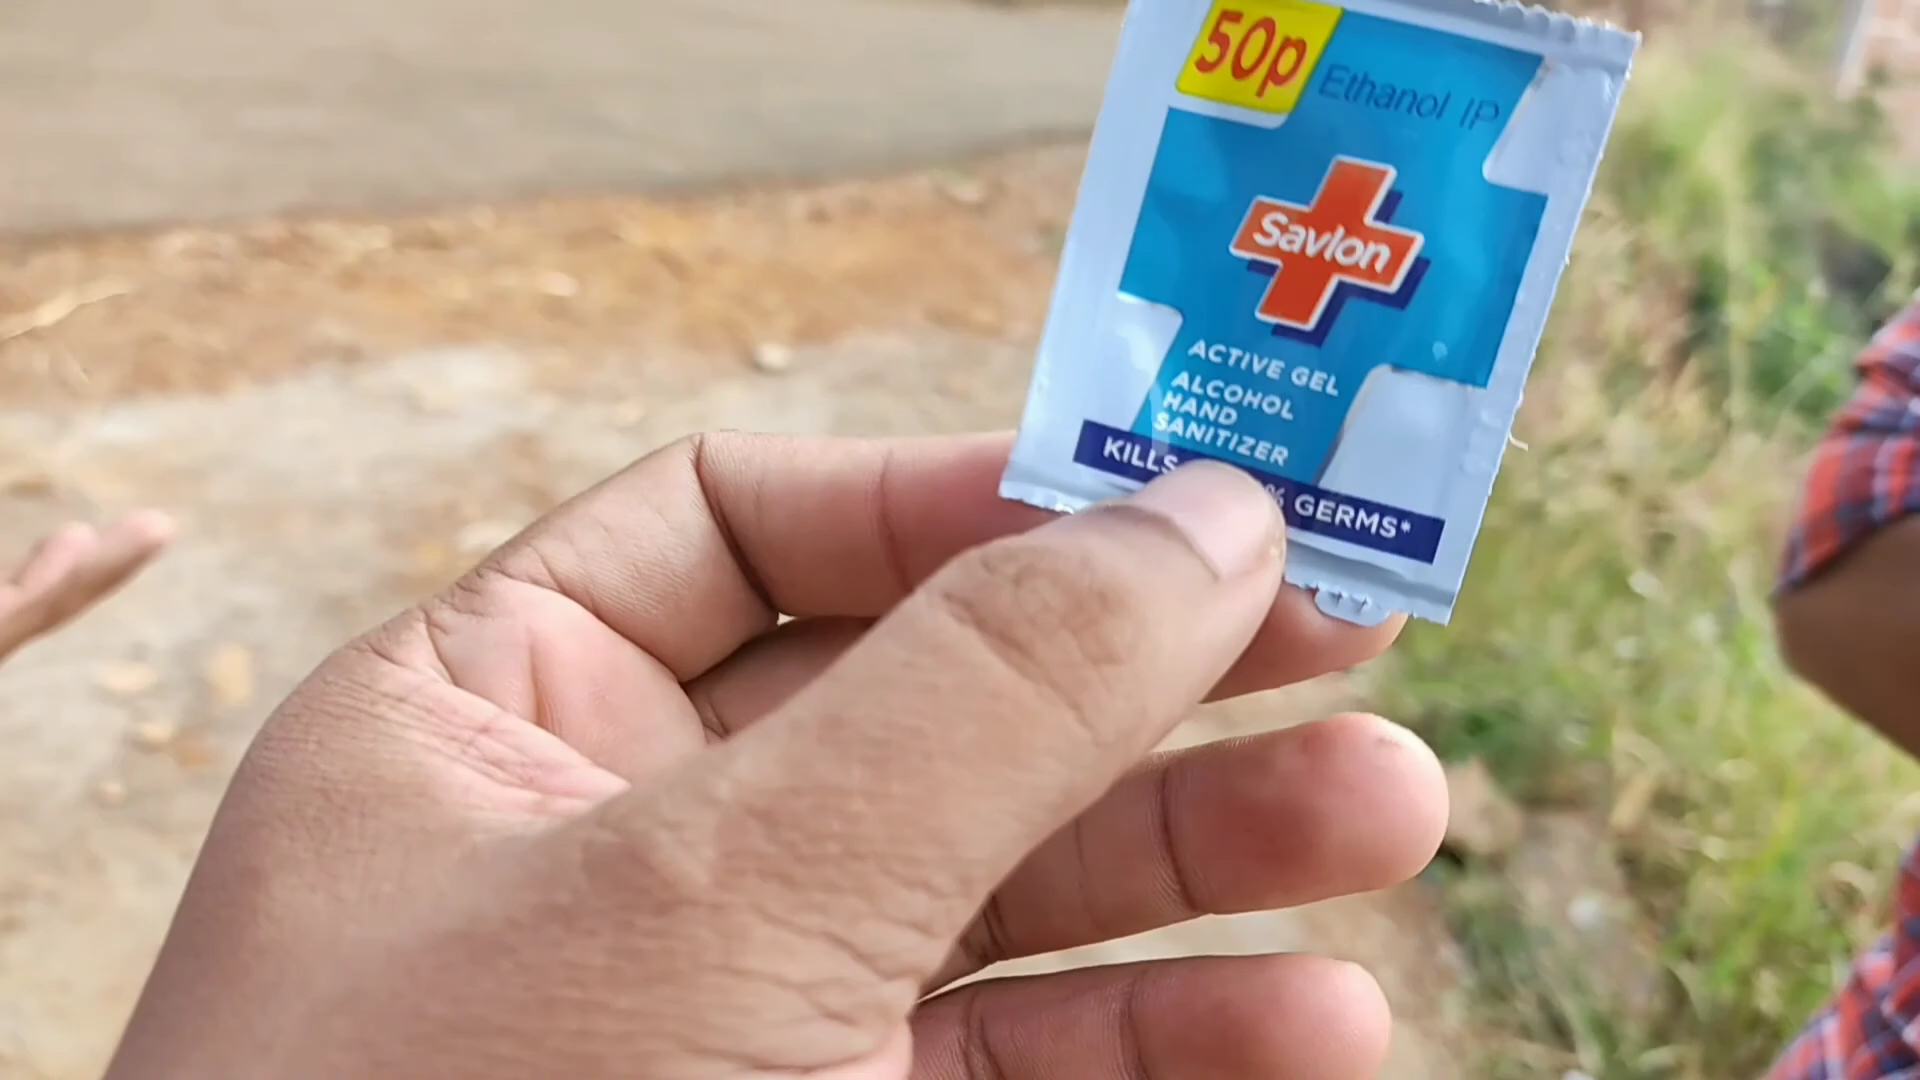 50p
Ethanol IP
Savlon
ACTIVE GEL
ALCOHOL
HAND
SANITIZER
KILLS % GERMS*